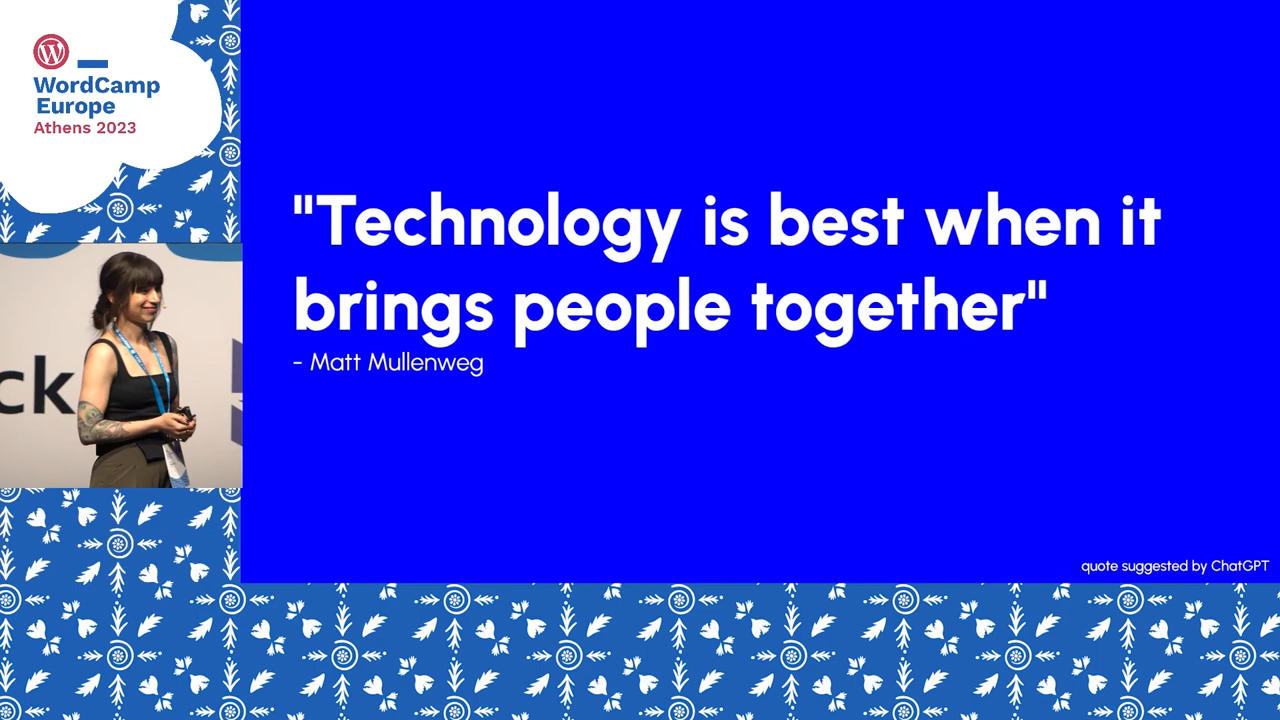 WordCamp
Europe
Athens 2023
ck
"Technology is best when it
brings people together"
- Matt Mullenweg
quote suggested by ChatGPT